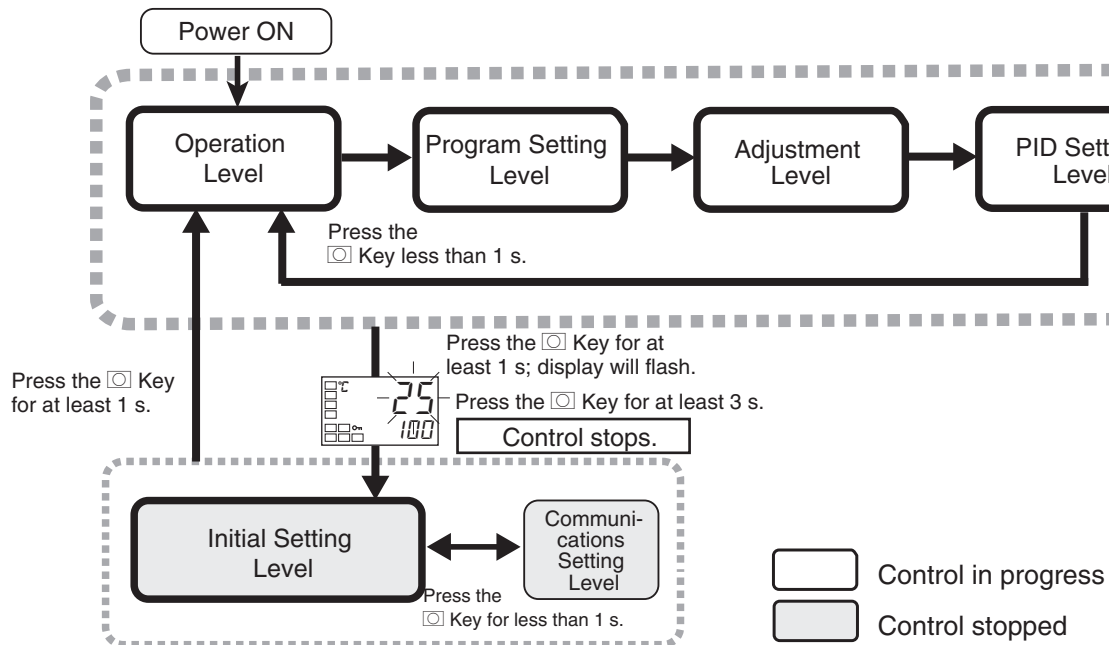 Power ON
Operation
Level
Program Setting
Level
Adjustment
Level
PID Sett
Level
Press the
Key less than 1 s.
Press the Key for at
least 1 s; display will flash.
Press the Key
for at least 1 s.
°C
25
100
Press the Key for at least 3 s.
Control stops.
Initial Setting
Level
Communi-
cations
Setting
Level
Press the
Key for less than 1 s.
Control in progress
Control stopped